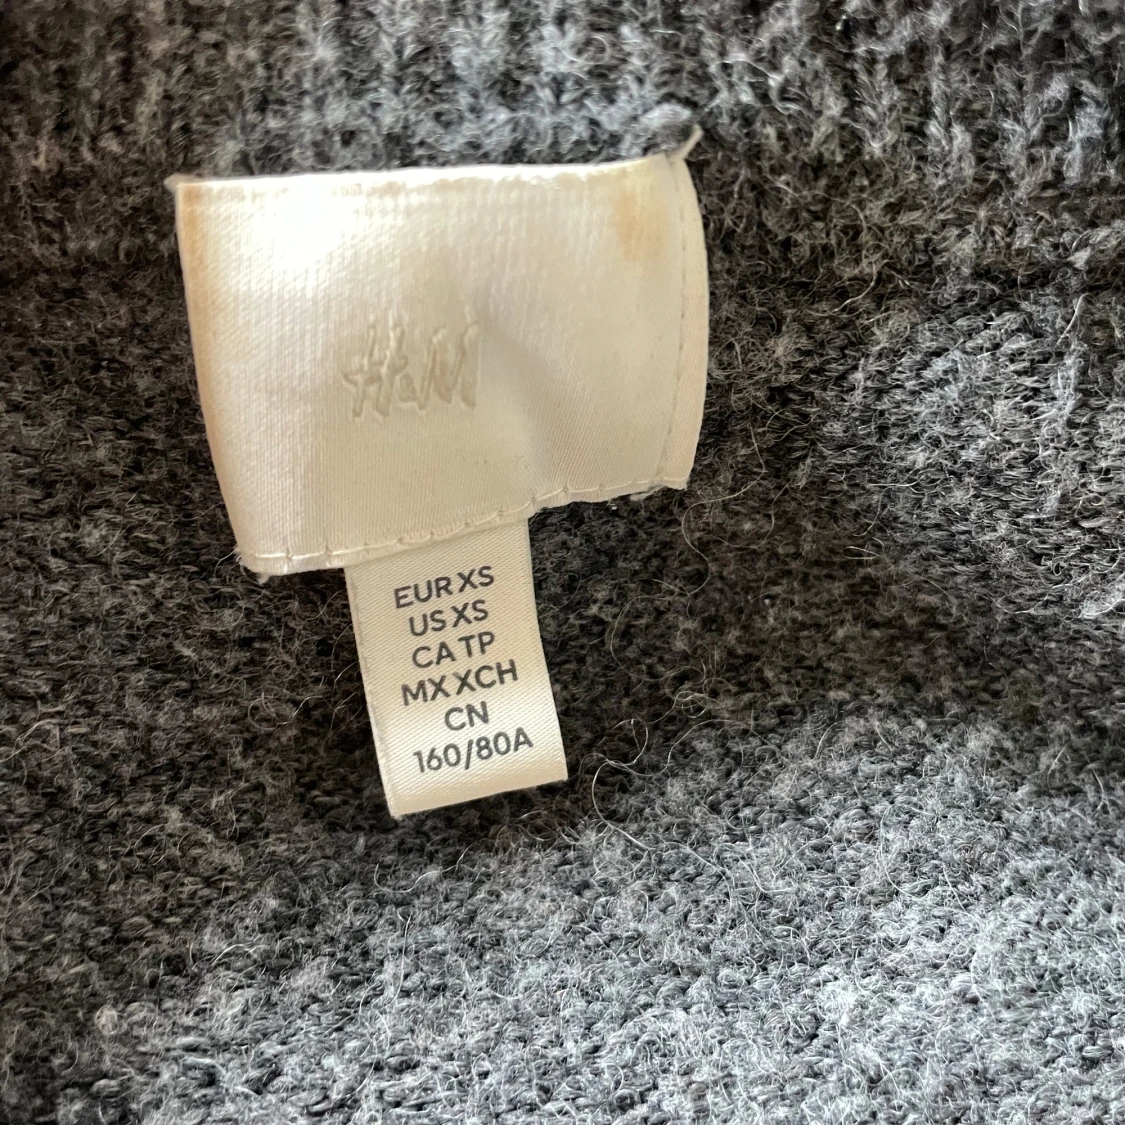 H&M
EUR XS
US XS
CA TP
MX XCH
CN
160/80A